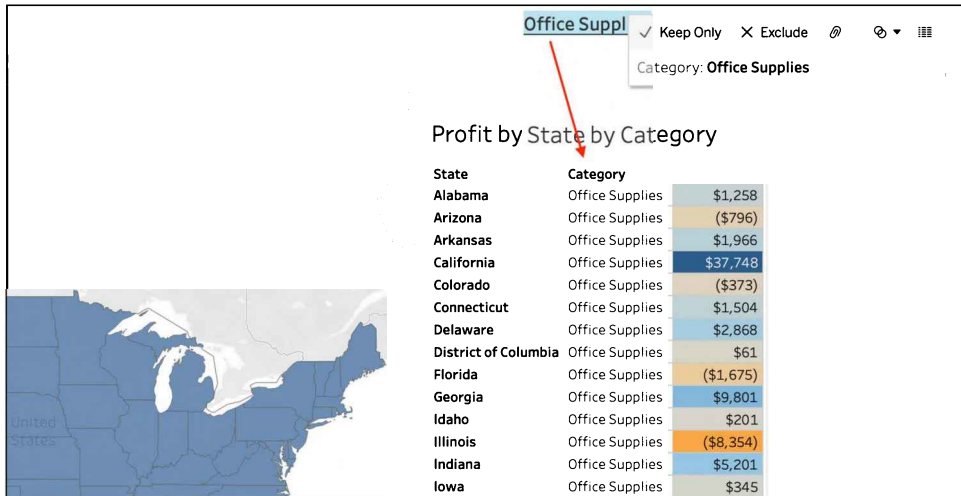 Office Suppl
Keep Only Exclude
Category: Office Supplies
Profit by State by Category
State Category
Alabama Office Supplies $1,258
Arizona Office Supplies ($796)
Arkansas Office Supplies $1,966
California Office Supplies $37,748
Colorado Office Supplies ($373)
Connecticut Office Supplies $1,504
Delaware Office Supplies $2,868
District of Columbia Office Supplies $61
Florida Office Supplies ($1,675)
Georgia Office Supplies $9,801
Idaho Office Supplies $201
Illinois Office Supplies ($8,354)
Indiana Office Supplies $5,201
Iowa Office Supplies $345
United
States